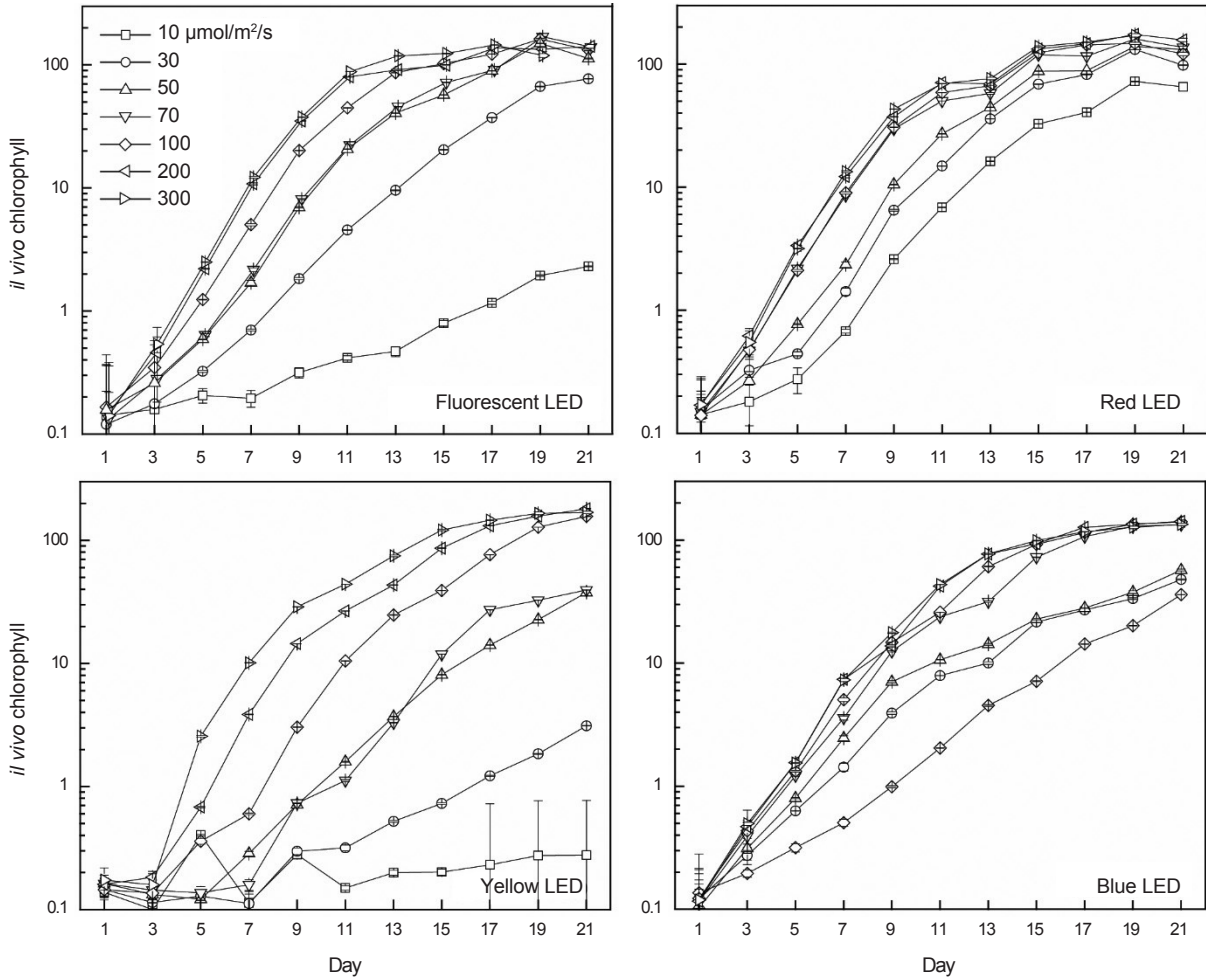 10 μmol/m²/s
30
50
70
100
200
300
100
10
1
0.1
il vivo chlorophyll
1 3 5 7 9 11 13 15 17 19 21
Fluorescent LED
100
10
1
0.1
1 3 5 7 9 11 13 15 17 19 21
Red LED
100
10
1
0.1
il vivo chlorophyll
1 3 5 7 9 11 13 15 17 19 21
Yellow LED
Day
100
10
1
0.1
1 3 5 7 9 11 13 15 17 19 21
Blue LED
Day